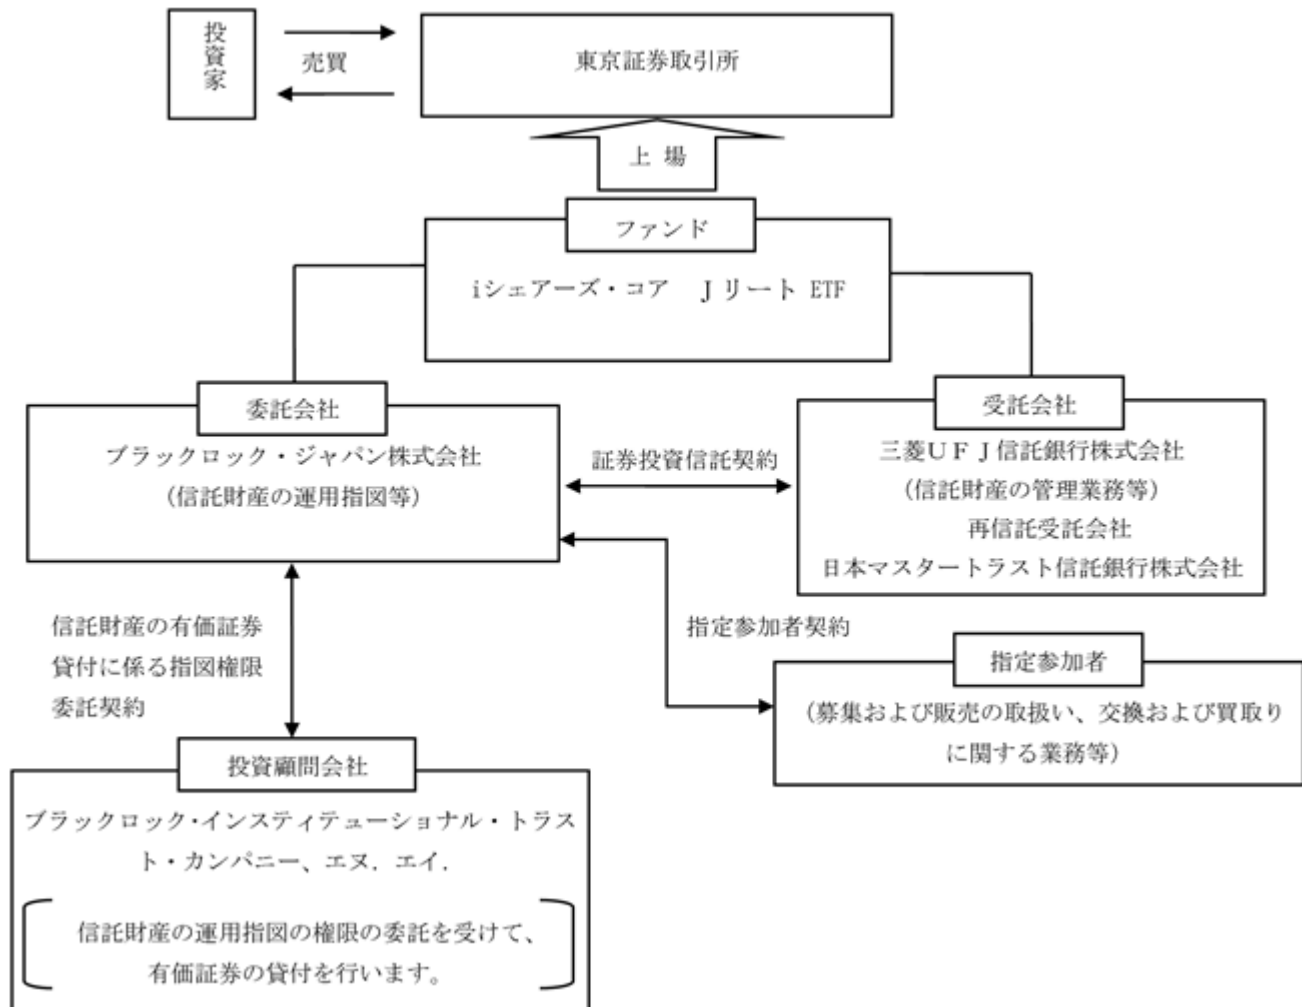 投資家
売買
東京証券取引所
上 場
ファンド
iシェアーズ・コア Ｊリート ETF
委託会社
ブラックロック・ジャパン株式会社
（信託財産の運用指図等）
証券投資信託契約
受託会社
三菱ＵＦＪ信託銀行株式会社
（信託財産の管理業務等）
再信託受託会社
日本マスタートラスト信託銀行株式会社
信託財産の有価証券
貸付に係る指図権限
委託契約
指定参加者契約
指定参加者
（募集および販売の取扱い、交換および買取り
に関する業務等）
投資顧問会社
ブラックロック・インスティテューショナル・トラス
ト・カンパニー、エヌ．エイ．
信託財産の運用指図の権限の委託を受けて、
有価証券の貸付を行います。